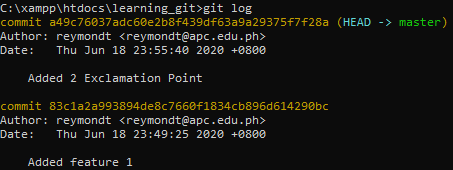 C:\xampp\htdocs\learning_git>git log
commit a49c76037adc60e2b8f439df63a9a29375f7f28a (HEAD -> master)
Author: reymondt <reymondt@apc.edu.ph>
Date:   Thu Jun 18 23:55:40 2020 +0800
    Added 2 Exclamation Point
commit 83c1a2a993894de8c7660f1834cb896d614290bc
Author: reymondt <reymondt@apc.edu.ph>
Date:   Thu Jun 18 23:49:25 2020 +0800
    Added feature 1